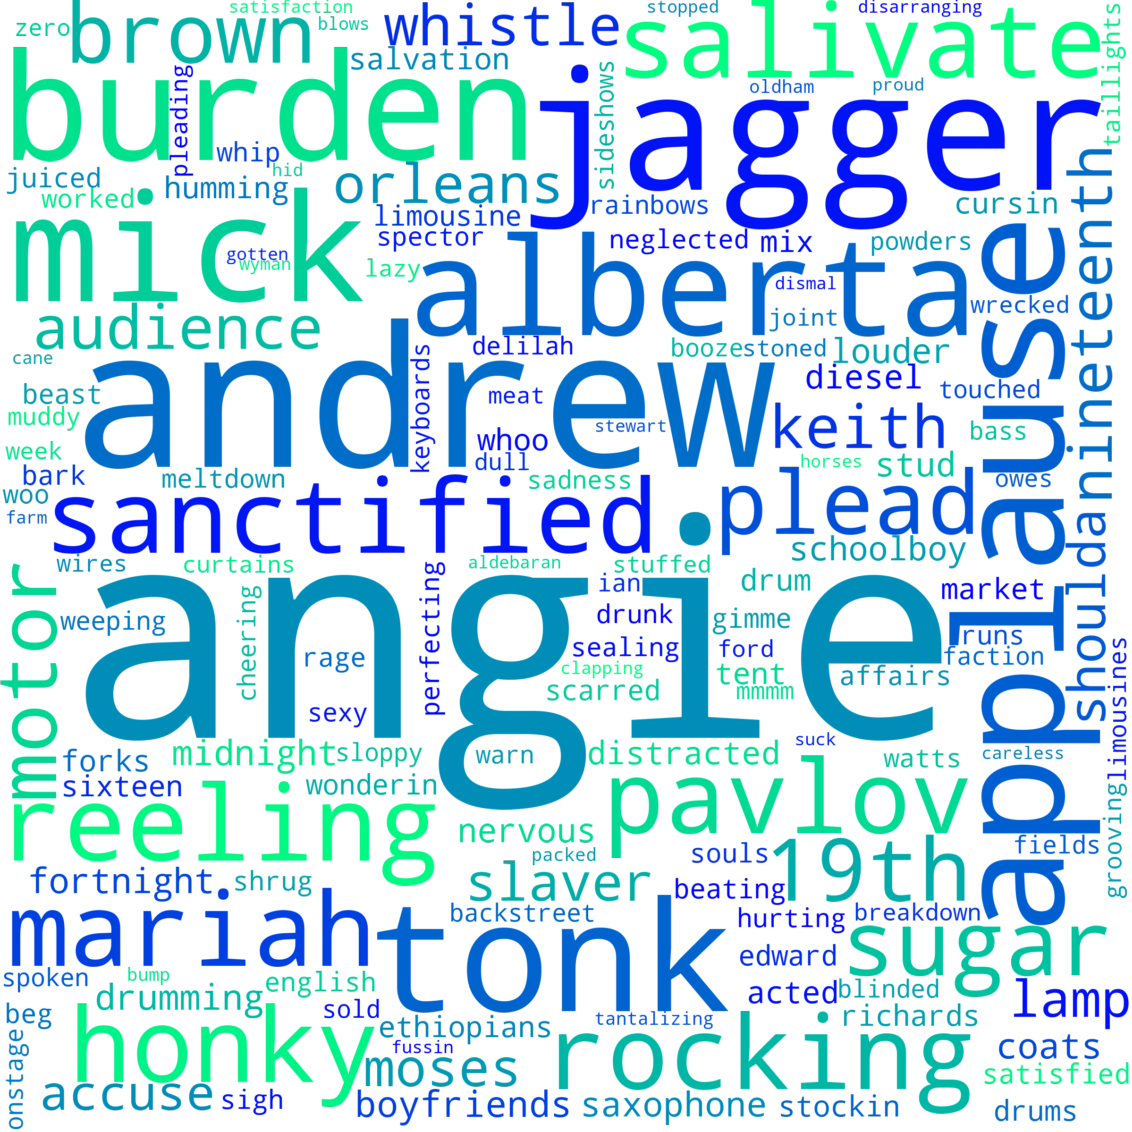 satisfaction
stopped
disarranging
zero
brown
blows
whistle
salivate
taillights
salvation
burden
pleading
sideshows
oldham
proud
jagger
whip
hid
juiced
worked
humming
orleans
limousine
rainbows
cursin
shoulda
nineteenth
mick
gotten
wyman
spector
lazy
neglected
mix
powders
alberta
dismal
applause
audience
joint
wrecked
cane
andrew
keyboards
delilah
booze
stoned
louder
beast
meat
diesel
touched
muddy
stewart
keith
bass
week
whoo
bark
meltdown
dull
sadness
horses
stud
owes
woo
farm
sanctified
plead
schoolboy
wires
curtains
aldebaran
stuffed
motor
angie
cheering
perfecting
ian
drum
market
weeping
drunk
gimme
runs
rage
sealing
ford
faction
clapping
tent
affairs
sexy
scarred
mmmm
grooving
limousines
midnight
sloppy
warn
distracted
suck
watts
careless
forks
sixteen
wonderin
reeling
pavlov
nervous
packed
souls
19th
fields
fortnight
shrug
slaver
beating
mariah
tonk
backstreet
hurting
breakdown
sugar
edward
spoken
bump
english
acted
blinded
lamp
beg
drumming
sold
honky
ethiopians
tantalizing
rocking
richards
onstage
fussin
coats
moses
satisfied
accuse
sigh
boyfriends
saxophone
stockin
drums